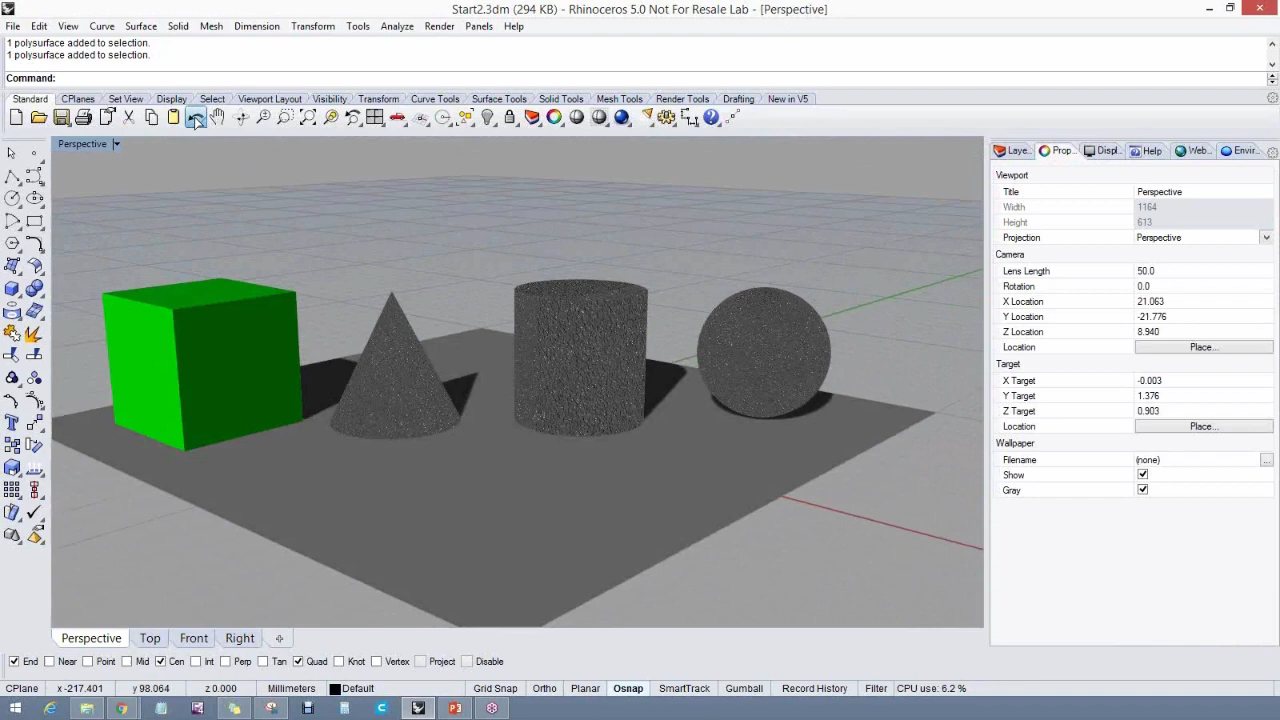 Start2.3dm (294 KB) - Rhinoceros 5.0 Not For Resale Lab - [Perspective]
File Edit View Curve Surface Solid Mesh Dimension Transform Tools Analyze Render Panels Help
1 polysurface added to selection.
1 polysurface added to selection.
Command:
Standard CPlanes Set View Display Select Viewport Layout Visibility Transform Curve Tools Surface Tools Solid Tools Mesh Tools Render Tools Drafting New in V5
Perspective
Laye... Prop... Displ... Help Web... Envir...
Viewport
Title Perspective
Width 1164
Height 613
Projection Perspective
Camera
Lens Length 50.0
Rotation 0.0
X Location 21.063
Y Location -21.776
Z Location 8.940
Location Place...
Target
X Target -0.003
Y Target 1.376
Z Target 0.903
Location Place...
Wallpaper
Filename (none) ...
Show
Gray
Perspective Top Front Right
End Near Point Mid Cen Int Perp Tan Quad Knot Vertex Project Disable
CPlane x -217.401 y 98.064 z 0.000 Millimeters Default Grid Snap Ortho Planar Osnap SmartTrack Gumball Record History Filter CPU use: 6.2 %